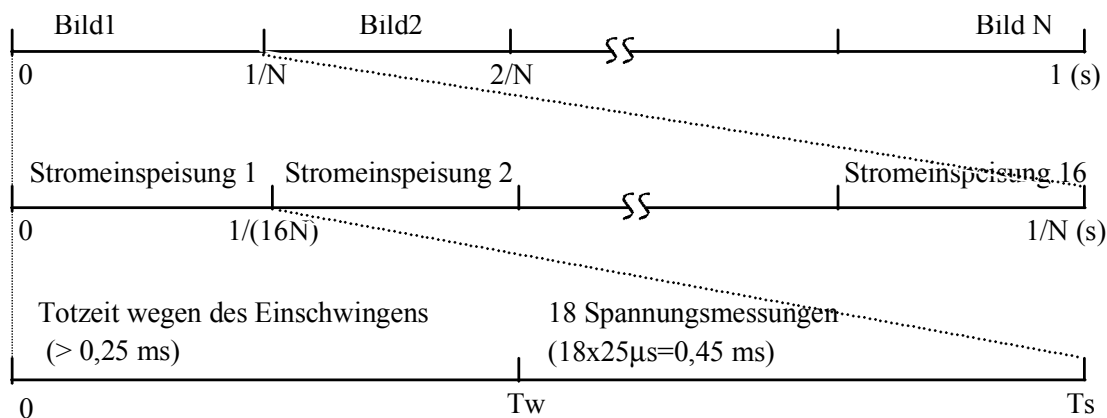 Bild1 Bild2 Bild N
0 1/N 2/N 1 (s)
Stromeinspeisung 1 Stromeinspeisung 2 Stromeinspeisung 16
0 1/(16N) 1/N (s)
Totzeit wegen des Einschwingens 18 Spannungsmessungen
(> 0,25 ms) (18x25µs=0,45 ms)
0 Tw Ts